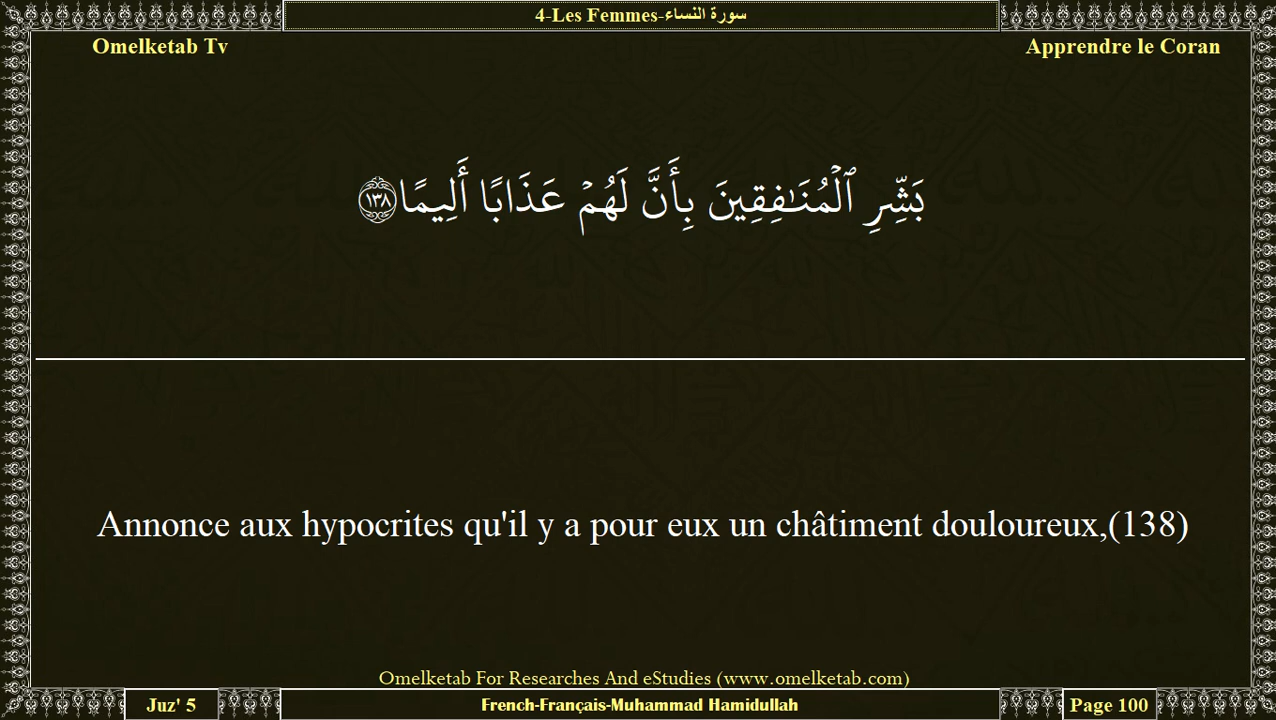 4-Les Femmes-سورة النساء
Omelketab Tv
Apprendre le Coran
بَشِّرِ ٱلۡمُنَٰفِقِينَ بِأَنَّ لَهُمۡ عَذَابًا أَلِيمًا ١٣٨
Annonce aux hypocrites qu'il y a pour eux un châtiment douloureux,(138)
Omelketab For Researches And eStudies (www.omelketab.com)
Juz' 5
French-Français-Muhammad Hamidullah
Page 100